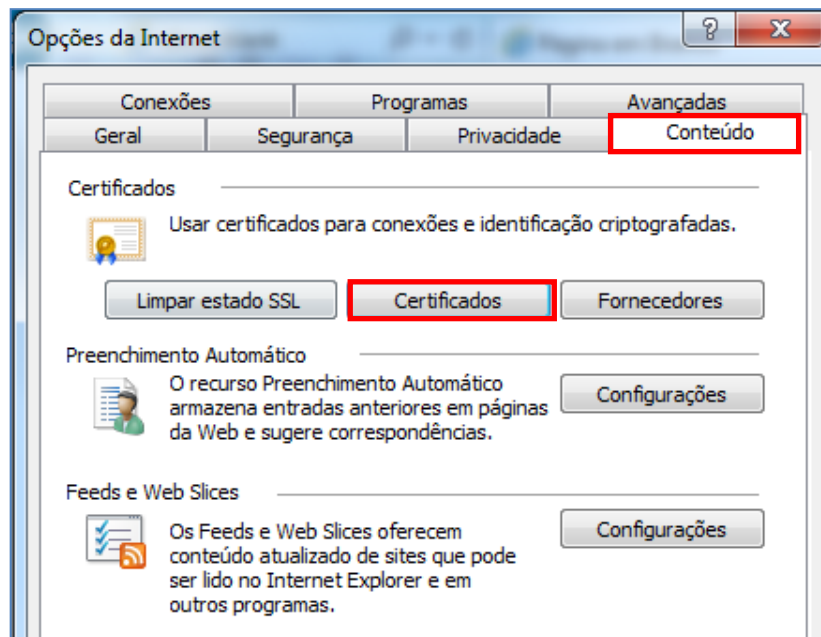 Opções da Internet
Conexões
Programas
Avançadas
Geral
Segurança
Privacidade
Conteúdo
Certificados
Usar certificados para conexões e identificação criptografadas.
Limpar estado SSL
Certificados
Fornecedores
Preenchimento Automático
O recurso Preenchimento Automático
armazena entradas anteriores em páginas
da Web e sugere correspondências.
Configurações
Feeds e Web Slices
Os Feeds e Web Slices oferecem
conteúdo atualizado de sites que pode
ser lido no Internet Explorer e em
outros programas.
Configurações